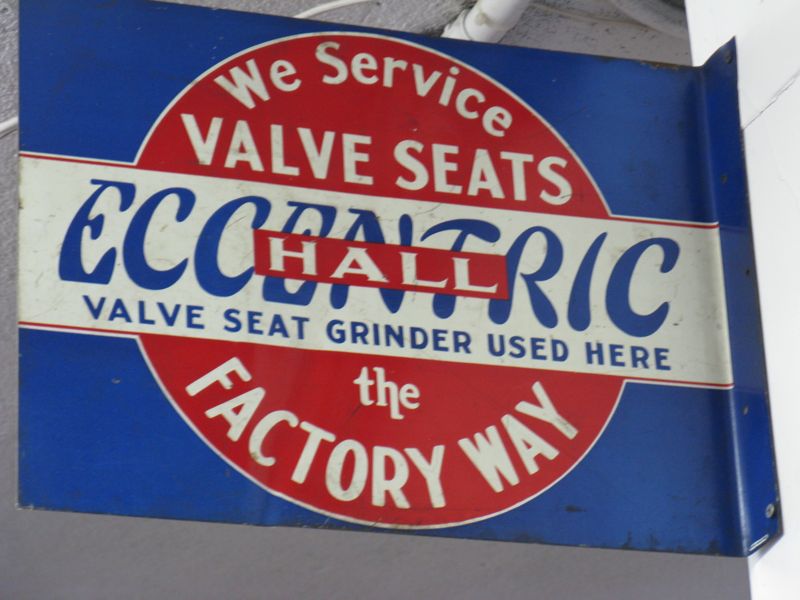 We Service
VALVE SEATS
ECCENTRIC
HALL
VALVE SEAT GRINDER USED HERE
the
FACTORY WAY